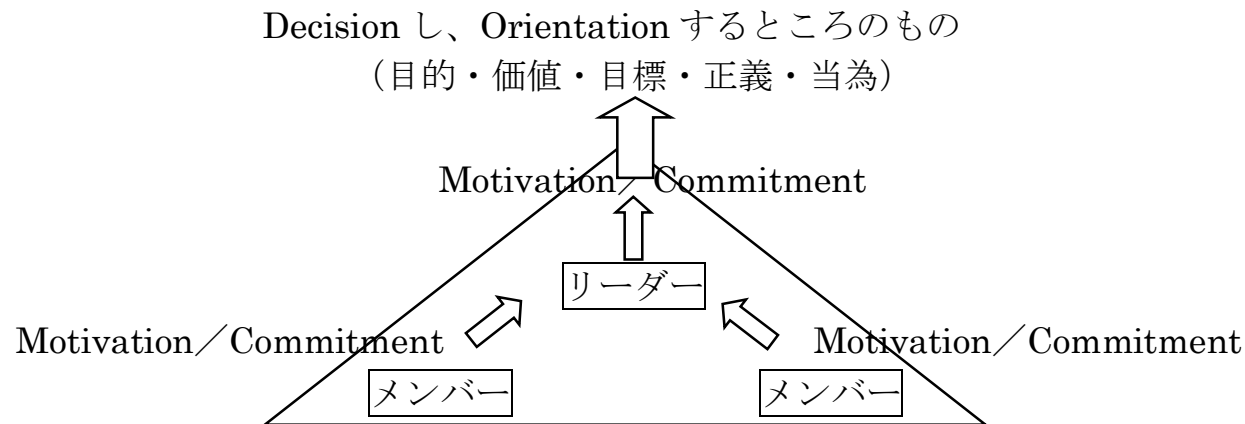 Decision し、Orientation するところのもの
（目的・価値・目標・正義・当為）
Motivation／Commitment
リーダー
Motivation／Commitment
Motivation／Commitment
メンバー
メンバー